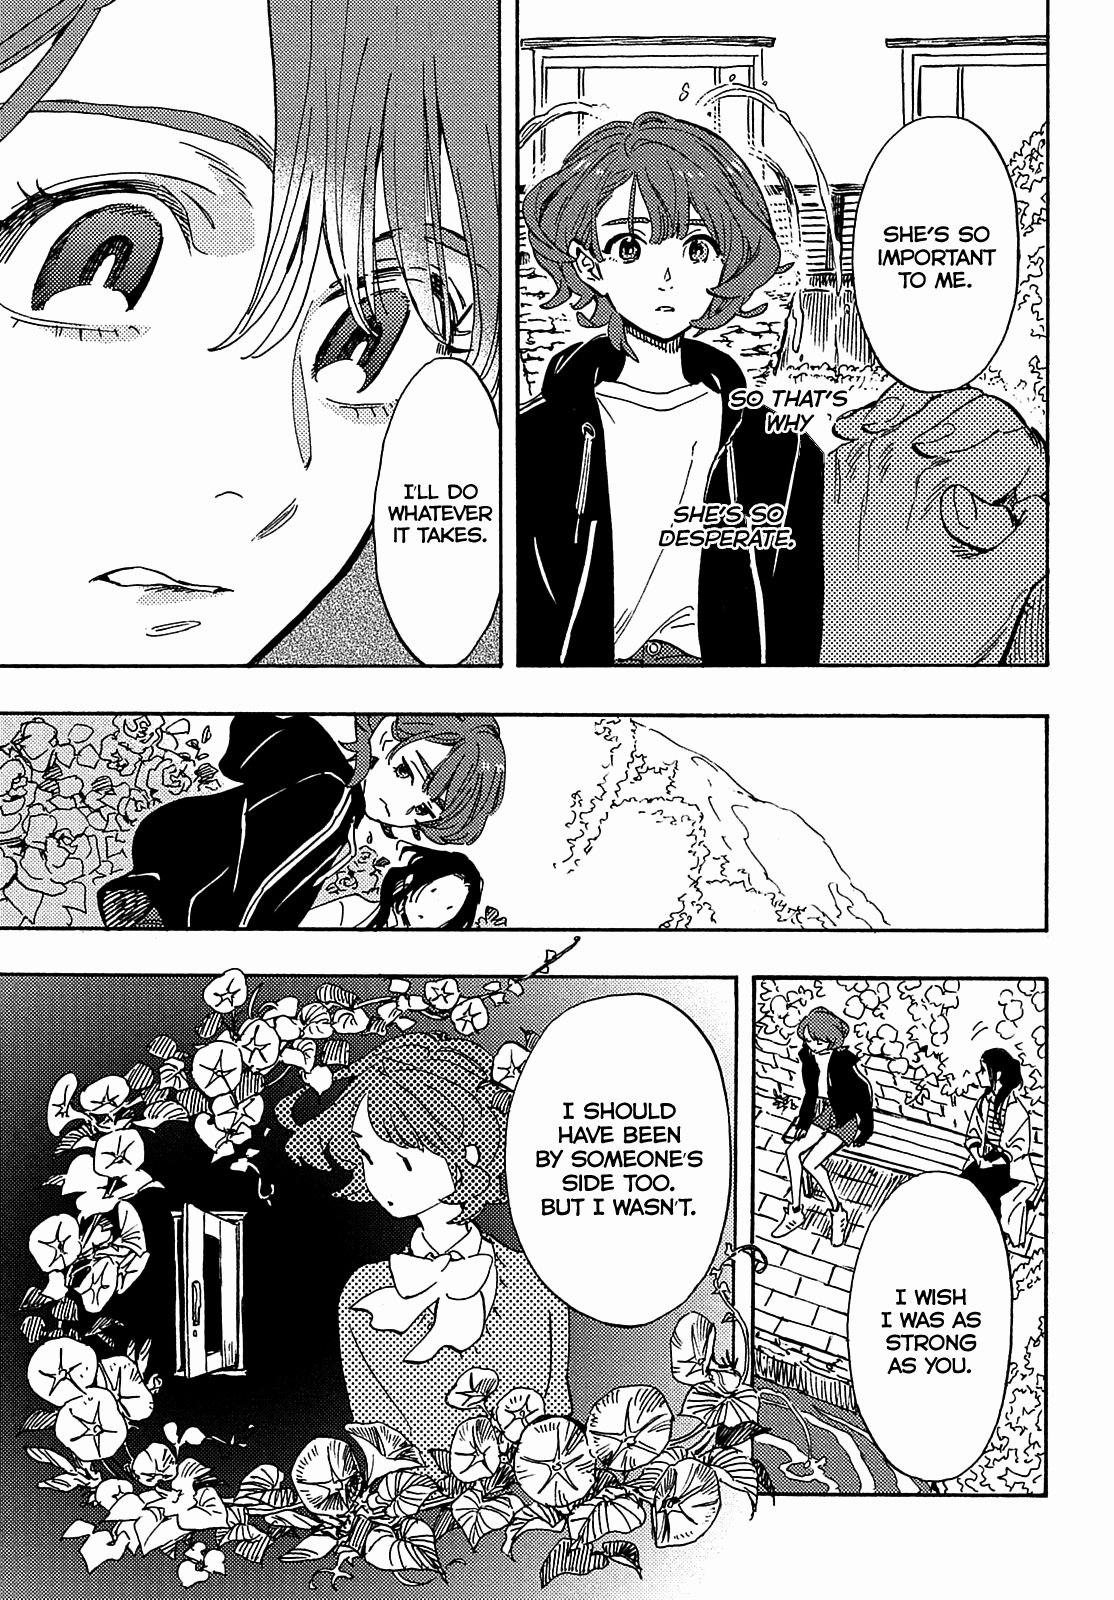 SHE'S SO
IMPORTANT
TO ME.
SO THAT'S
WHY
SHE'S SO
DESPERATE.
I'LL DO
WHATEVER
IT TAKES.
I WISH
I WAS AS
STRONG
AS YOU.
I SHOULD
HAVE BEEN
BY SOMEONE'S
SIDE TOO.
BUT I WASN'T.